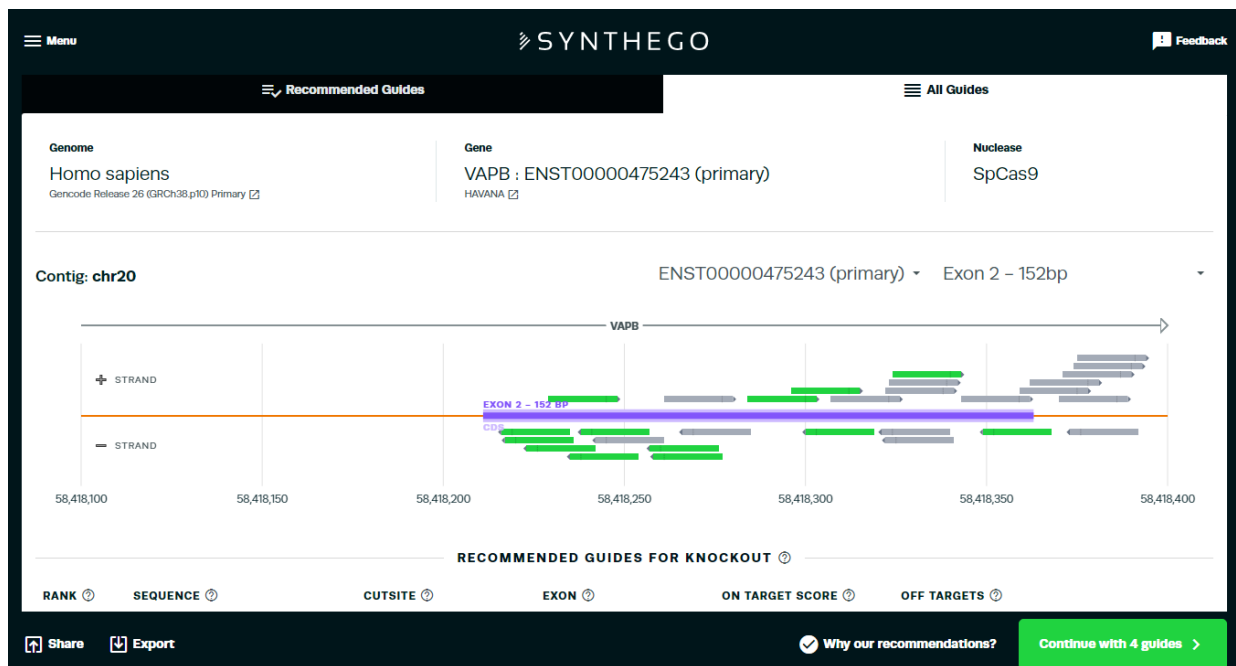 Menu
SYNTHEGO
Feedback
Recommended Guides
All Guides
Genome
Gene
Nuclease
Homo sapiens
VAPB : ENST00000475243 (primary)
SpCas9
Gencode Release 26 (GRCh38.p10) Primary
HAVANA
Contig: chr20
ENST00000475243 (primary)
Exon 2 – 152bp
VAPB
STRAND
EXON 2 – 152 BP
CDS
STRAND
58,418,100
58,418,150
58,418,200
58,418,250
58,418,300
58,418,350
58,418,400
RECOMMENDED GUIDES FOR KNOCKOUT
RANK
SEQUENCE
CUTSITE
EXON
ON TARGET SCORE
OFF TARGETS
Share
Export
Why our recommendations?
Continue with 4 guides